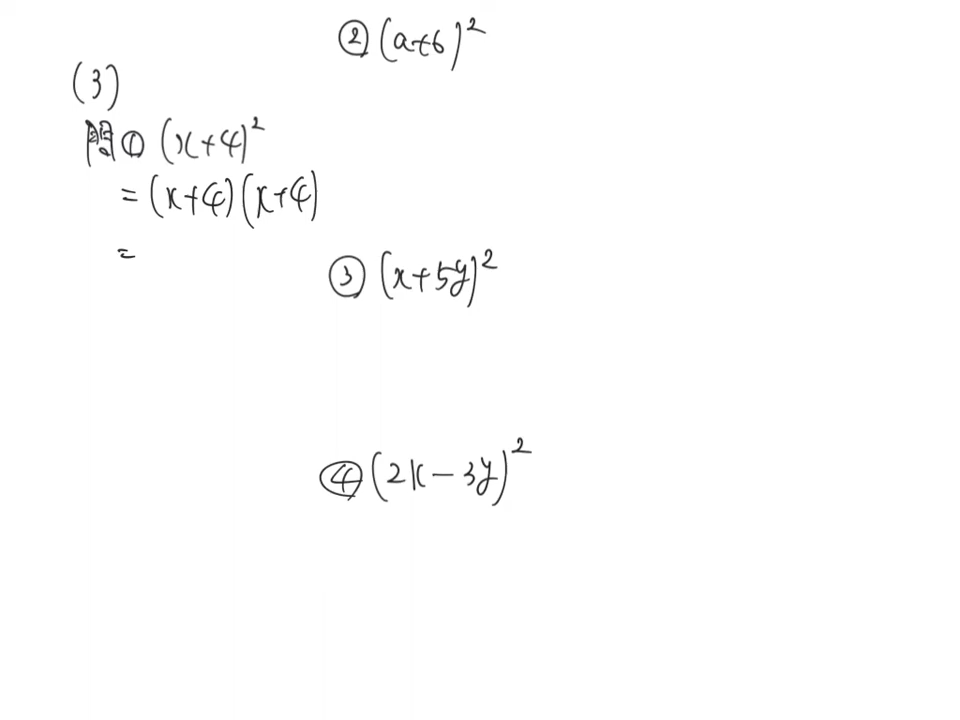 (3)
問① (x+4)²
= (x+4)(x+4)
=
② (a+6)²
③ (x+5y)²
④ (2x-3y)²